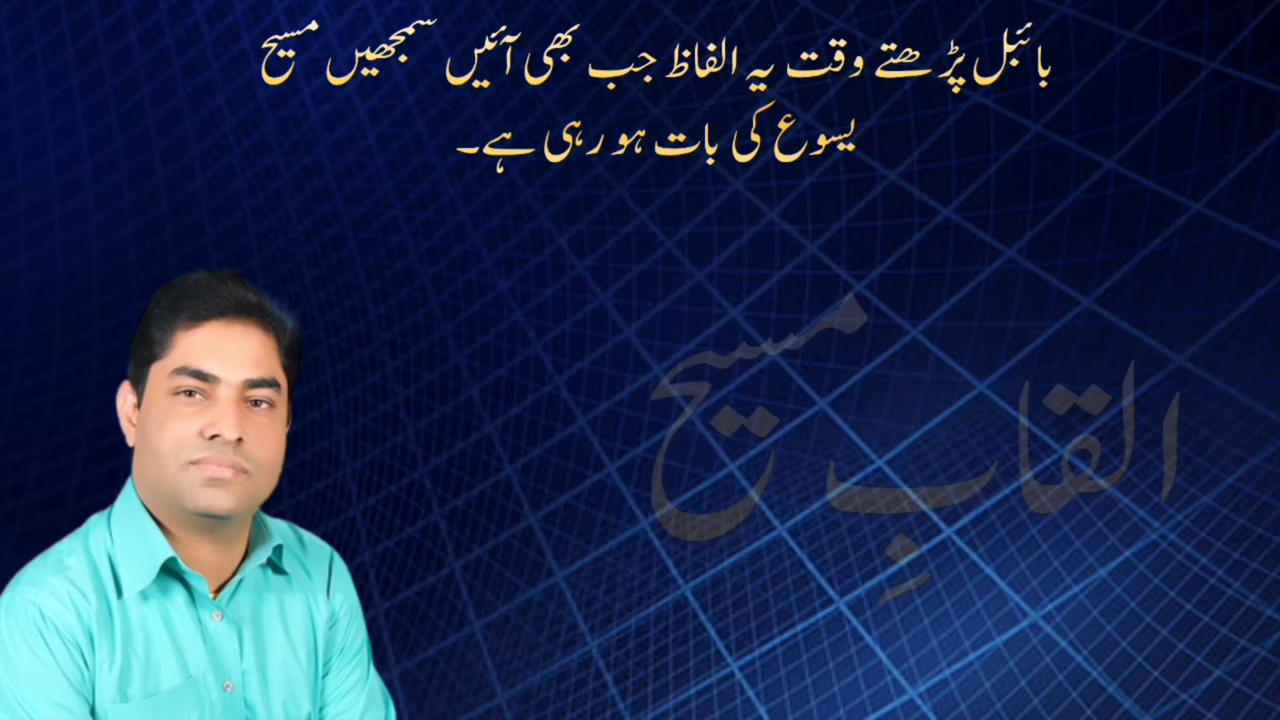 بائبل پڑھتے وقت یہ الفاظ جب بھی آئیں سمجھیں مسیح
یسوع کی بات ہو رہی ہے۔
القابِ مسیح